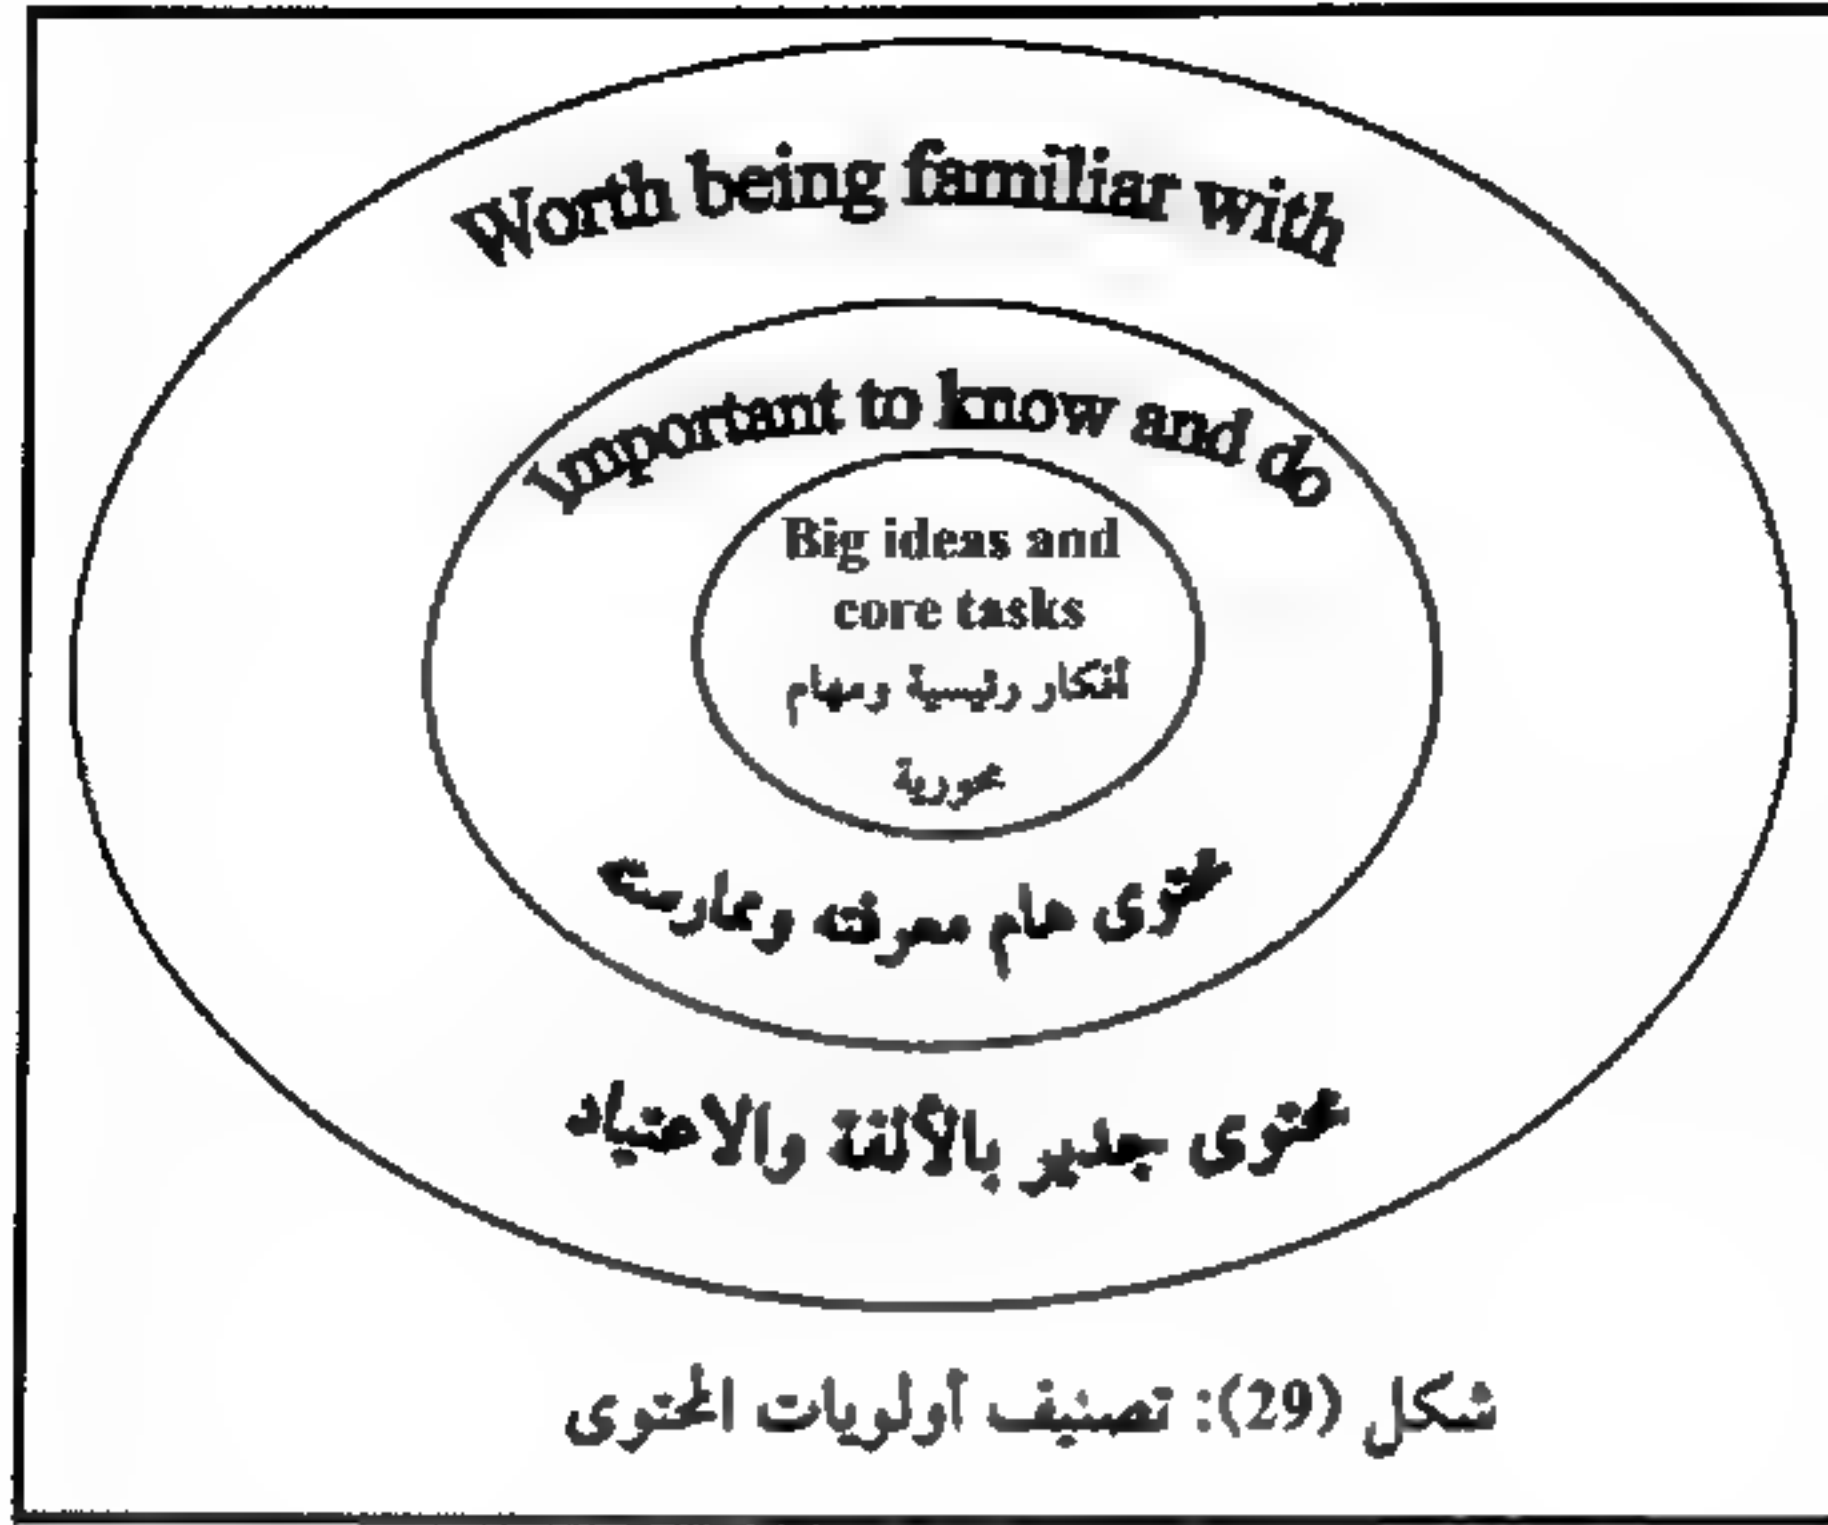 Worth being familiar with
Important to know and do
Big ideas and
core tasks
أفكار رئيسية ومهام
محورية
محتوى هام معرفته وممارسته
محتوى جدير بالألفة والاعتياد
شكل (29): تصنيف أولويات المحتوى